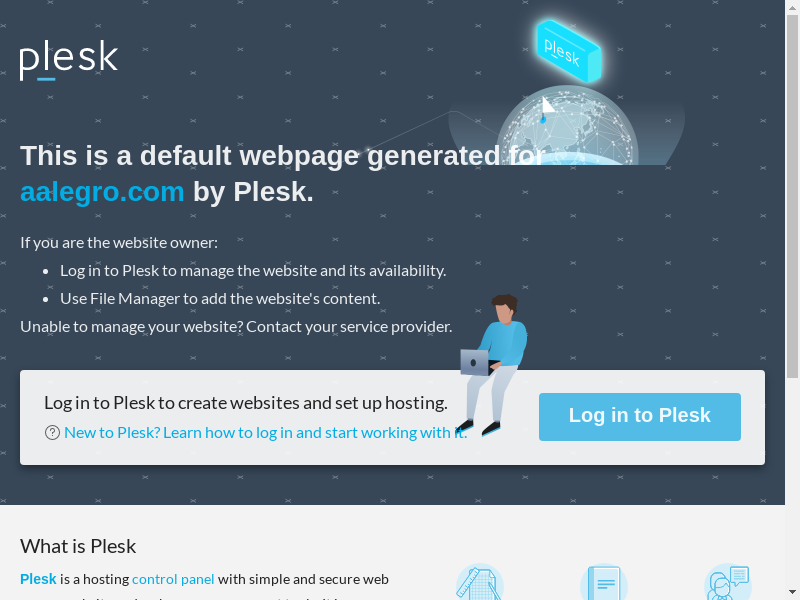 plesk
plesk
This is a default webpage generated for
aalegro.com by Plesk.
If you are the website owner:
Log in to Plesk to manage the website and its availability.
Use File Manager to add the website's content.
Unable to manage your website? Contact your service provider.
Log in to Plesk to create websites and set up hosting.
New to Plesk? Learn how to log in and start working with it.
Log in to Plesk
What is Plesk
Plesk is a hosting control panel with simple and secure web